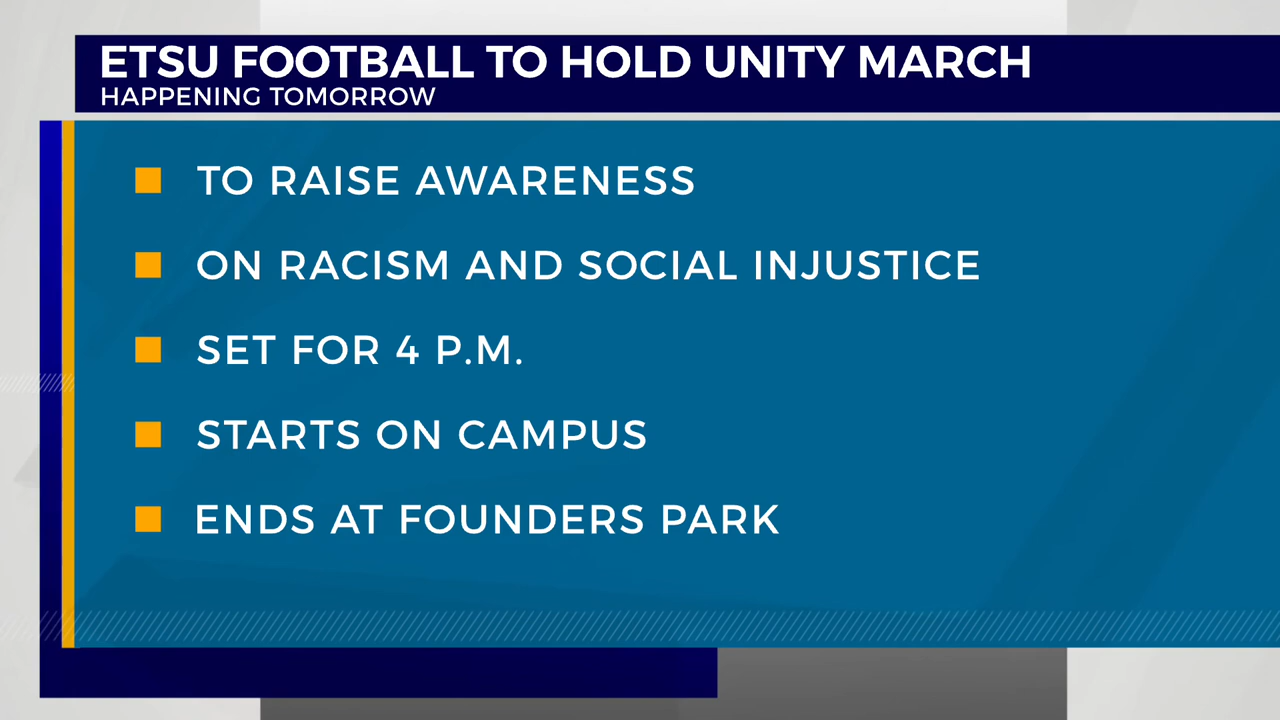 ETSU FOOTBALL TO HOLD UNITY MARCH
HAPPENING TOMORROW
TO RAISE AWARENESS
ON RACISM AND SOCIAL INJUSTICE
SET FOR 4 P.M.
STARTS ON CAMPUS
ENDS AT FOUNDERS PARK